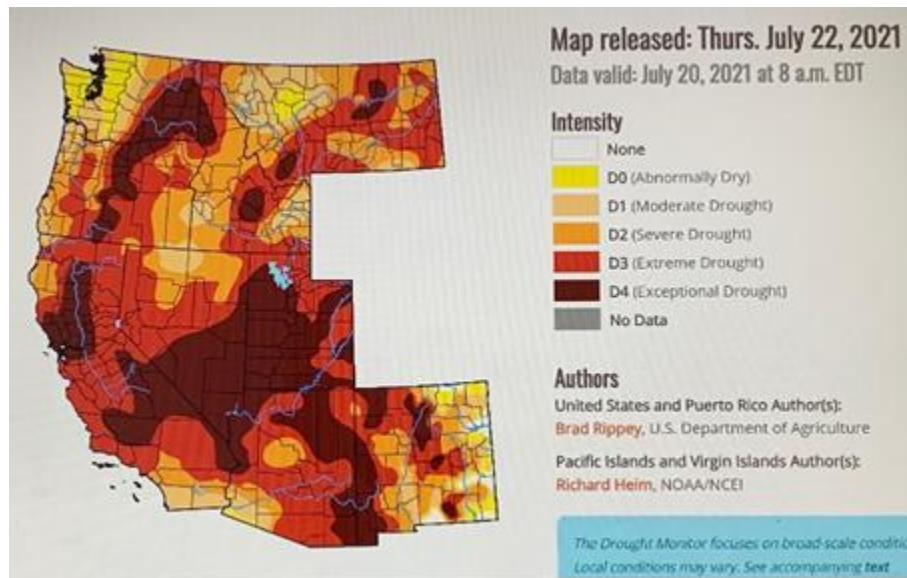 Map released: Thurs. July 22, 2021
Data valid: July 20, 2021 at 8 a.m. EDT
Intensity
None
D0 (Abnormally Dry)
D1 (Moderate Drought)
D2 (Severe Drought)
D3 (Extreme Drought)
D4 (Exceptional Drought)
No Data
Authors
United States and Puerto Rico Author(s):
Brad Rippey, U.S. Department of Agriculture
Pacific Islands and Virgin Islands Author(s):
Richard Heim, NOAA/NCEI
The Drought Monitor focuses on broad-scale conditio
Local conditions may vary. See accompanying text